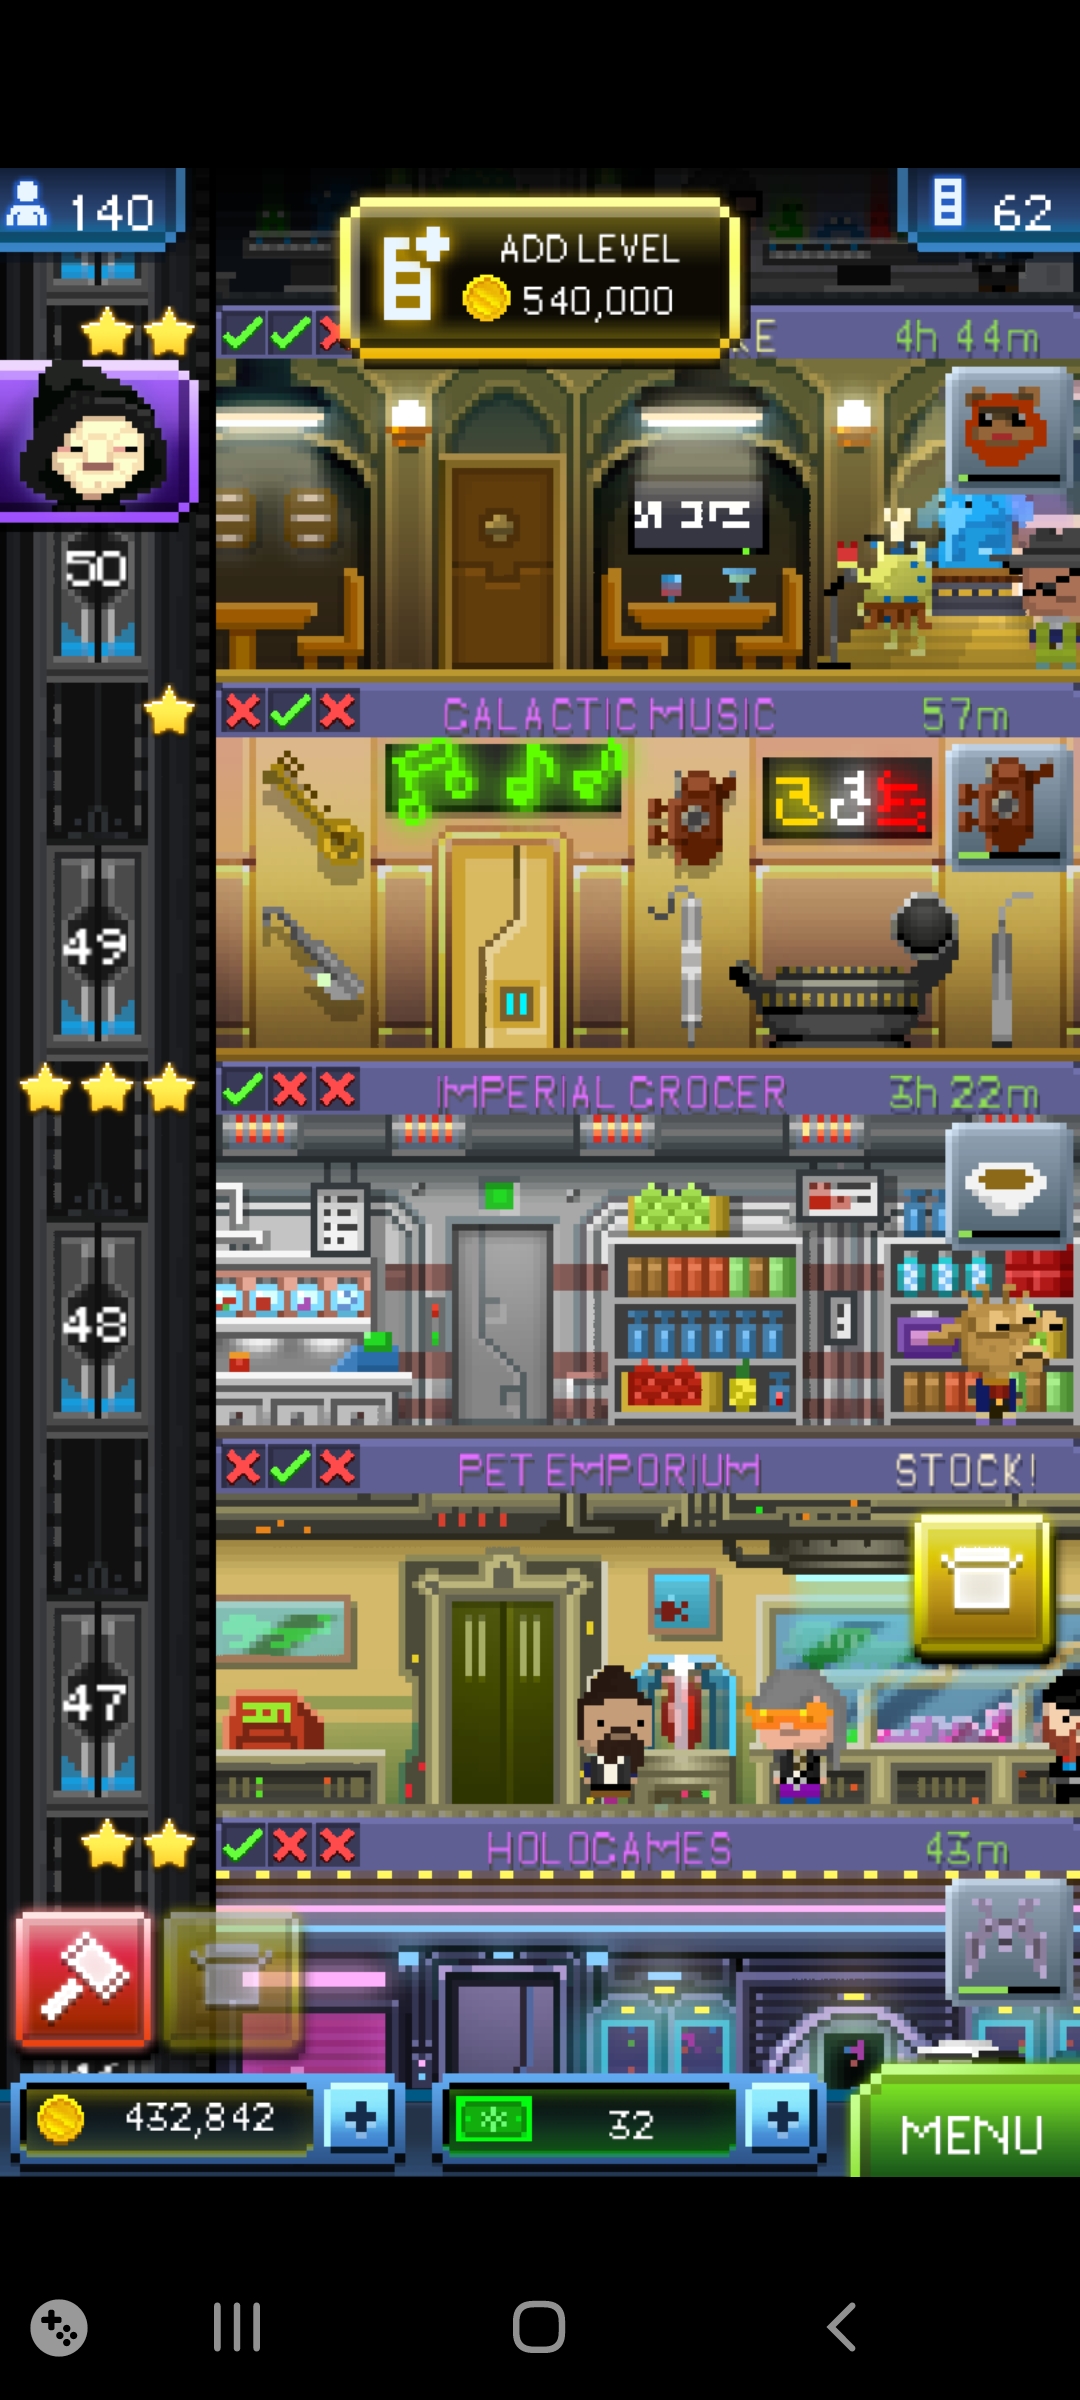 140
ADD LEVEL
540,000
62
KE 4h 44m
50
GALACTIC MUSIC 57m
49
IMPERIAL GROCER 3h 22m
48
PET EMPORIUM STOCK!
47
HOLOGAMES 43m
432,842
32
MENU